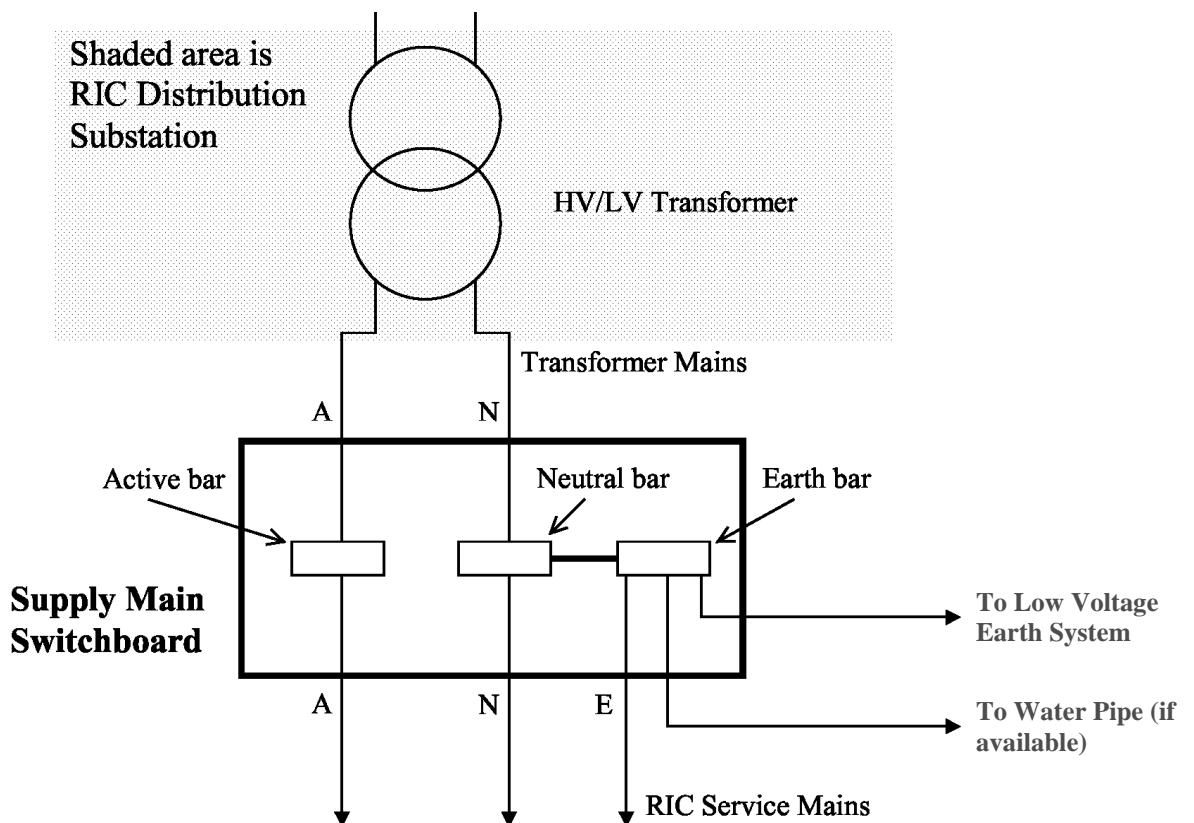 Shaded area is
RIC Distribution
Substation
HV/LV Transformer
Transformer Mains
A
N
Active bar
Neutral bar
Earth bar
Supply Main
Switchboard
To Low Voltage
Earth System
A
N
E
To Water Pipe (if
available)
RIC Service Mains